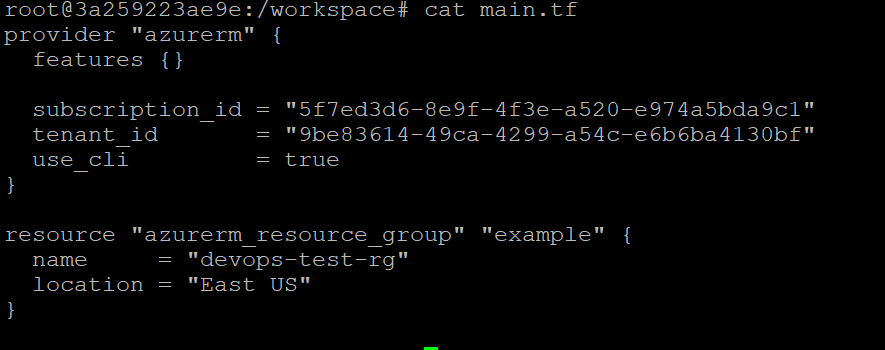 root@3a259223ae9e:/workspace# cat main.tf
provider "azurerm" {
  features {}

  subscription_id = "5f7ed3d6-8e9f-4f3e-a520-e974a5bda9c1"
  tenant_id       = "9be83614-49ca-4299-a54c-e6b6ba4130bf"
  use_cli         = true
}

resource "azurerm_resource_group" "example" {
  name     = "devops-test-rg"
  location = "East US"
}